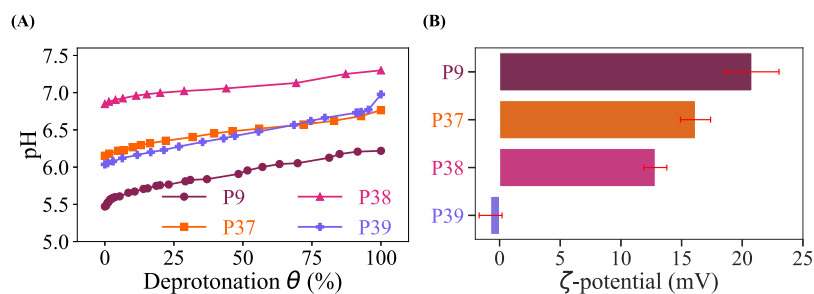 (A)
pH
7.5
7.0
6.5
6.0
5.5
5.0
P9
P38
P37
P39
0
25
50
75
100
Deprotonation θ (%)
(B)
P9
P37
P38
P39
0
5
10
15
20
25
ζ-potential (mV)